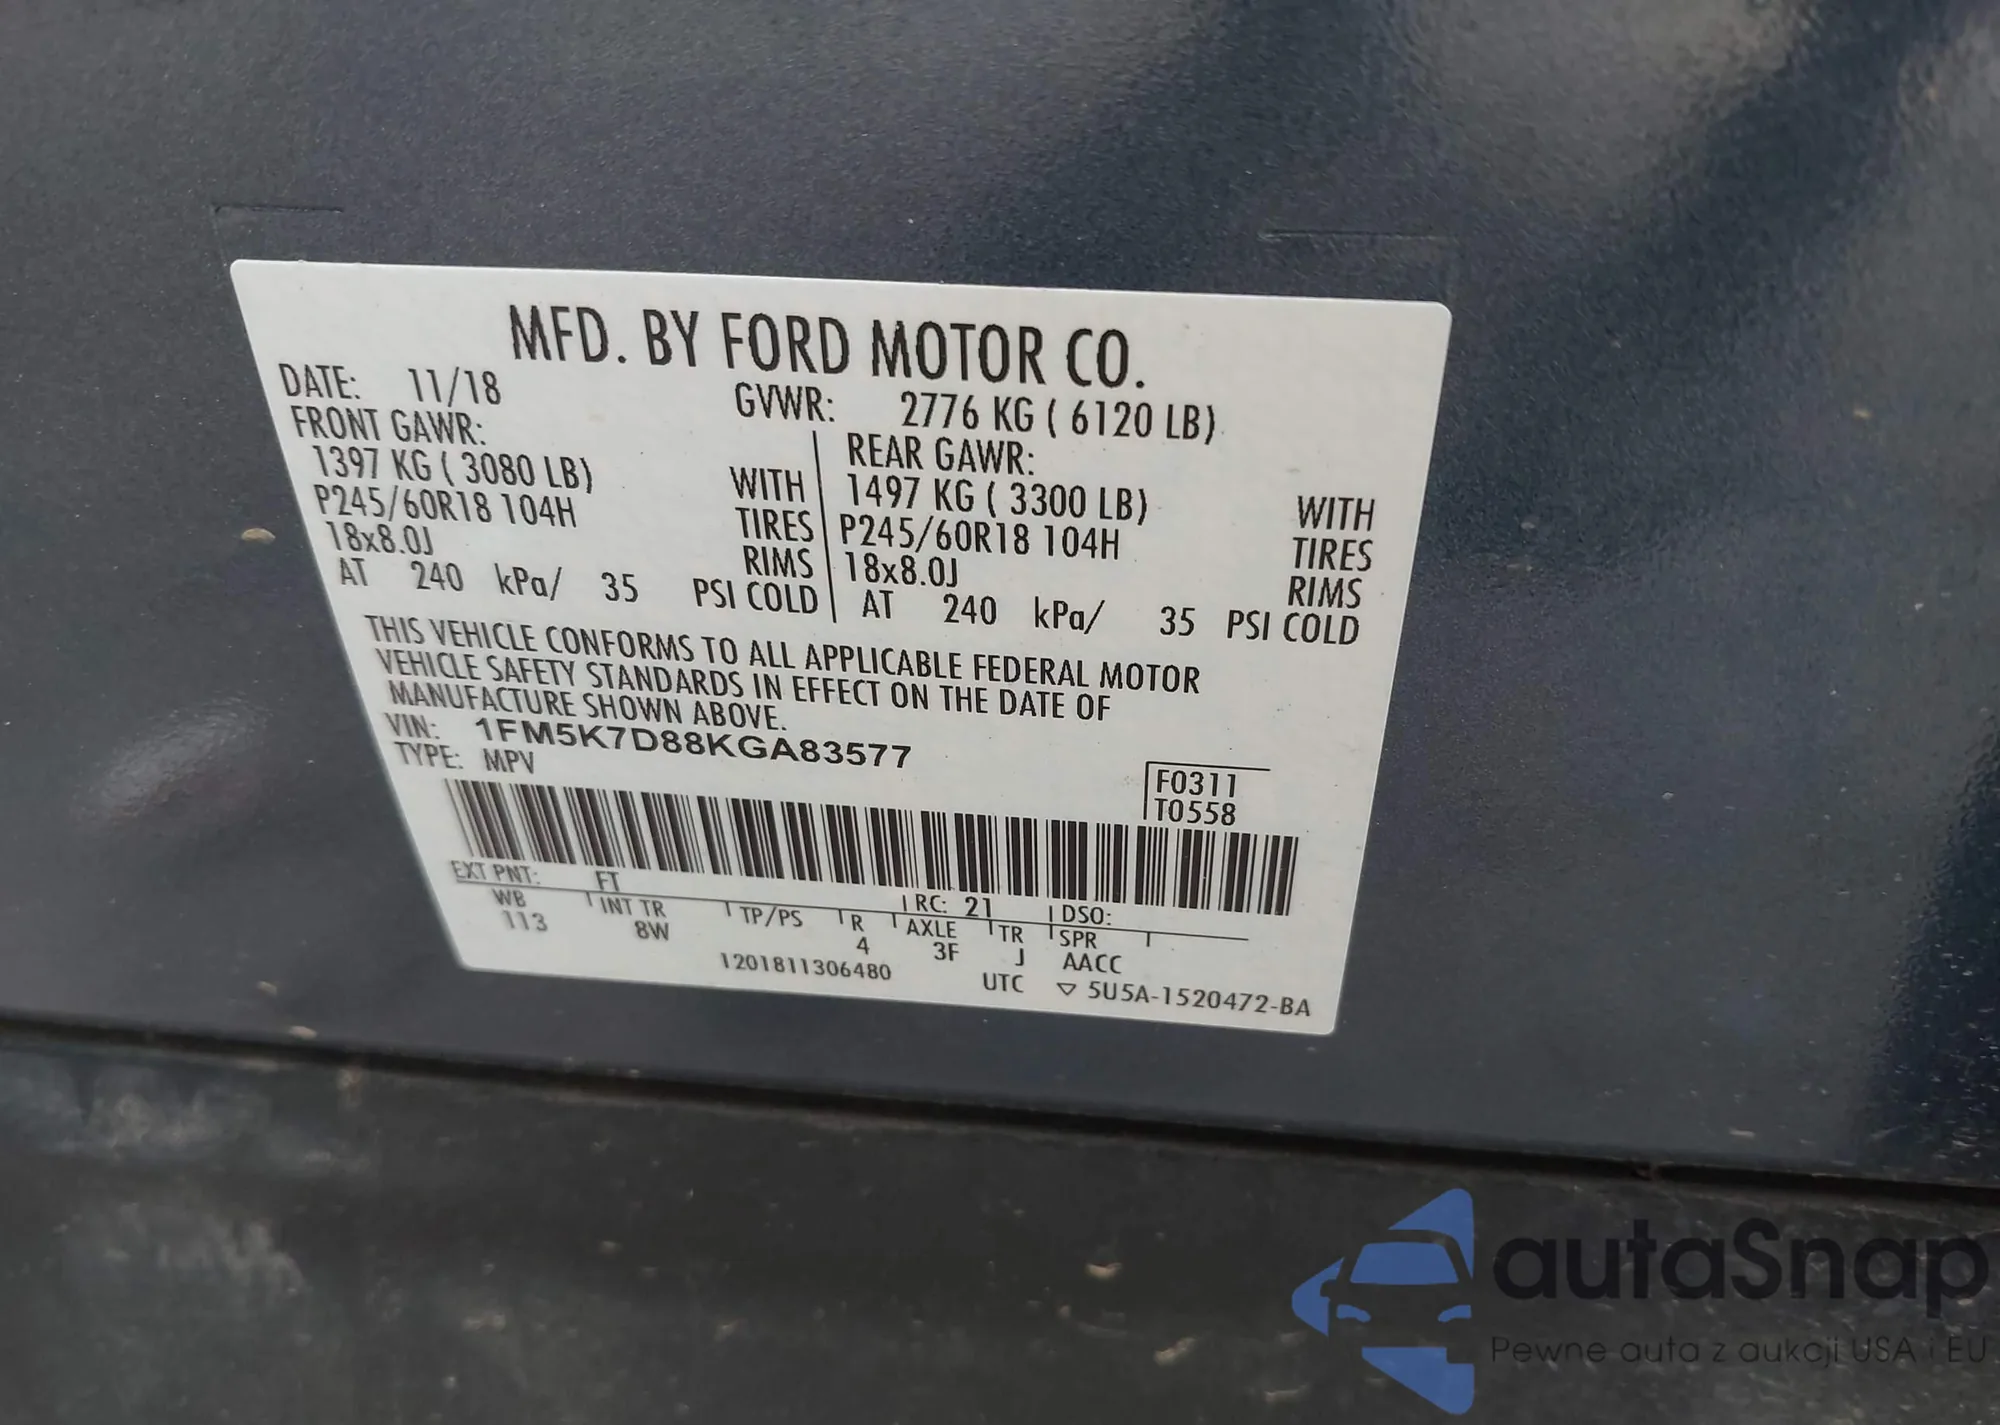 MFD. BY FORD MOTOR CO.
DATE: 11/18 GVWR: 2776 KG ( 6120 LB)
FRONT GAWR: REAR GAWR:
1397 KG ( 3080 LB) WITH 1497 KG ( 3300 LB) WITH
P245/60R18 104H TIRES P245/60R18 104H TIRES
18x8.0J RIMS 18x8.0J RIMS
AT 240 kPa/ 35 PSI COLD AT 240 kPa/ 35 PSI COLD
THIS VEHICLE CONFORMS TO ALL APPLICABLE FEDERAL MOTOR
VEHICLE SAFETY STANDARDS IN EFFECT ON THE DATE OF
MANUFACTURE SHOWN ABOVE.
VIN: 1FM5K7D88KGA83577
TYPE: MPV
F0311
T0558
EXT PNT: FT RC: 21 DSO:
WB INT TR TP/PS R AXLE TR SPR
113 8W 4 3F J AACC
1201811306480 UTC ▽ 5U5A-1520472-BA
autaSnap
Pewne auta z aukcji USA i EU